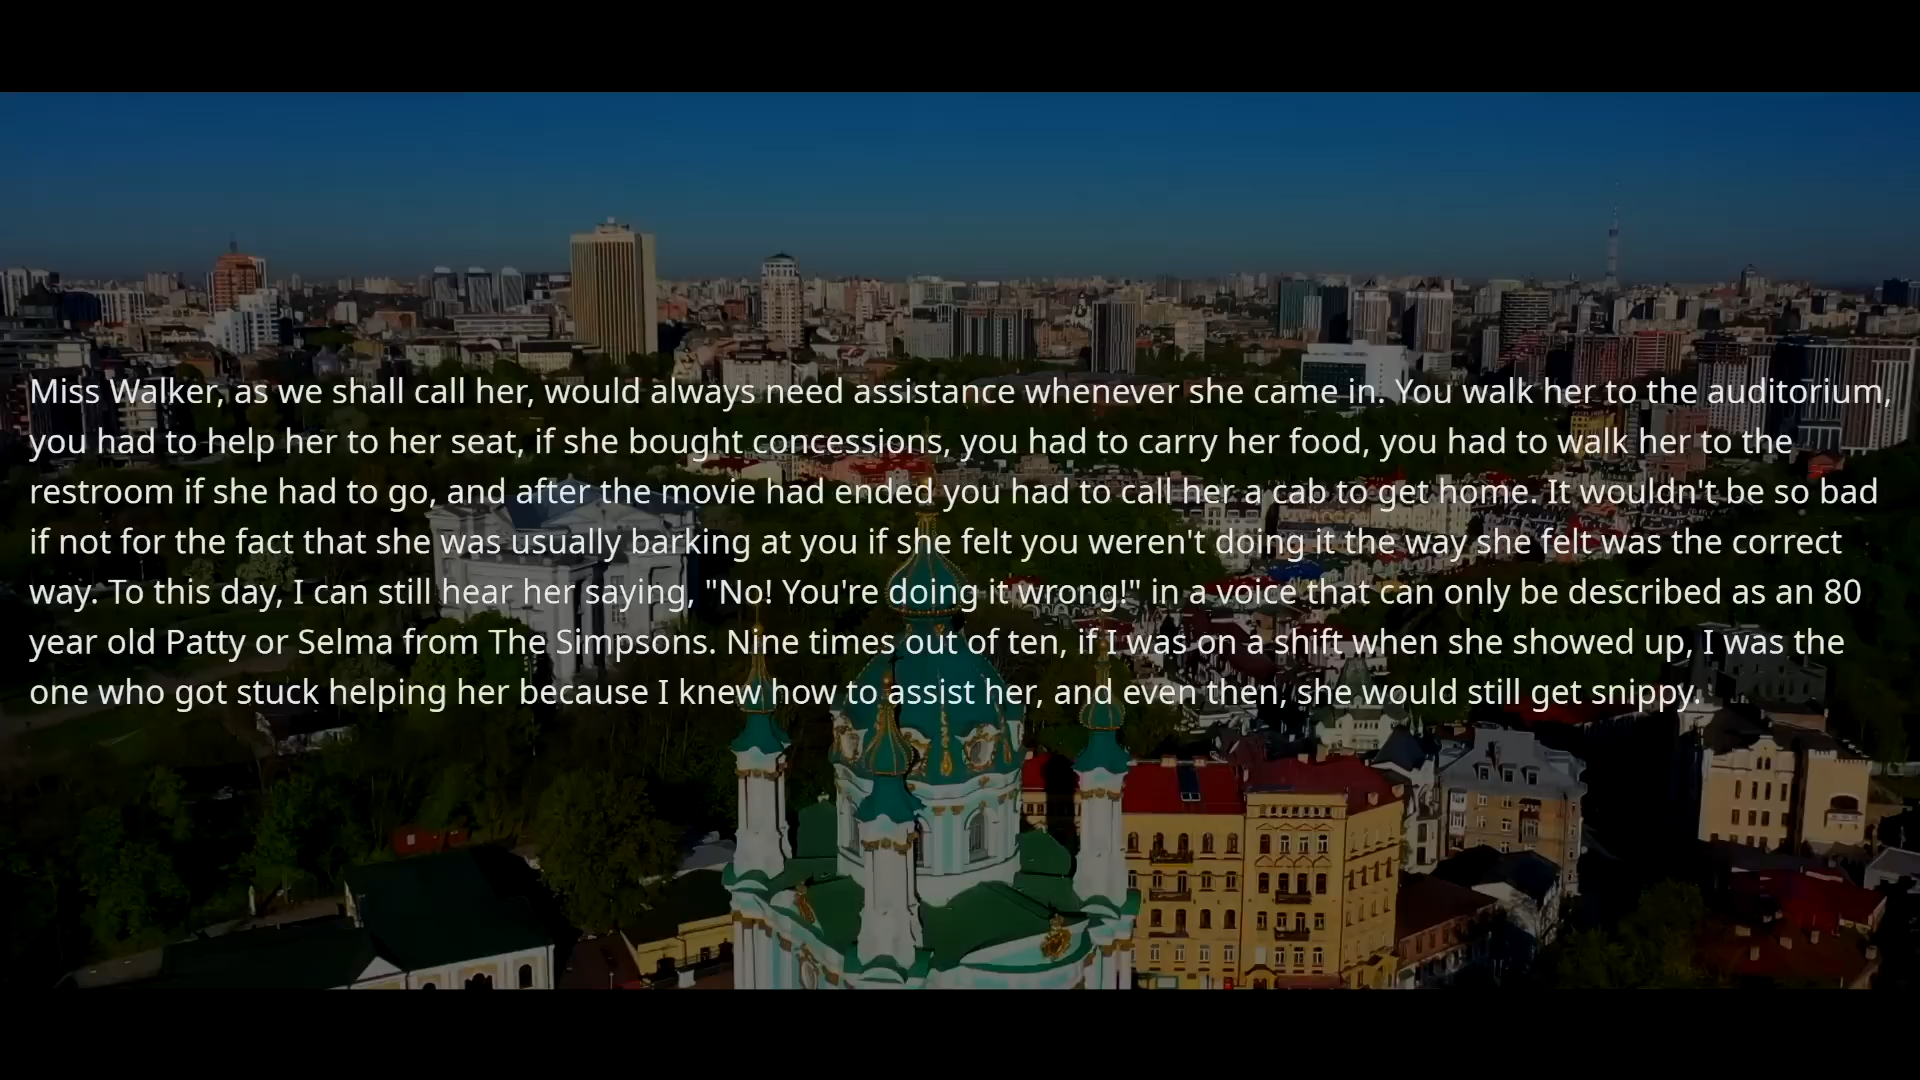 Miss Walker, as we shall call her, would always need assistance whenever she came in. You walk her to the auditorium,
you had to help her to her seat, if she bought concessions, you had to carry her food, you had to walk her to the
restroom if she had to go, and after the movie had ended you had to call her a cab to get home. It wouldn't be so bad
if not for the fact that she was usually barking at you if she felt you weren't doing it the way she felt was the correct
way. To this day, I can still hear her saying, "No! You're doing it wrong!" in a voice that can only be described as an 80
year old Patty or Selma from The Simpsons. Nine times out of ten, if I was on a shift when she showed up, I was the
one who got stuck helping her because I knew how to assist her, and even then, she would still get snippy.